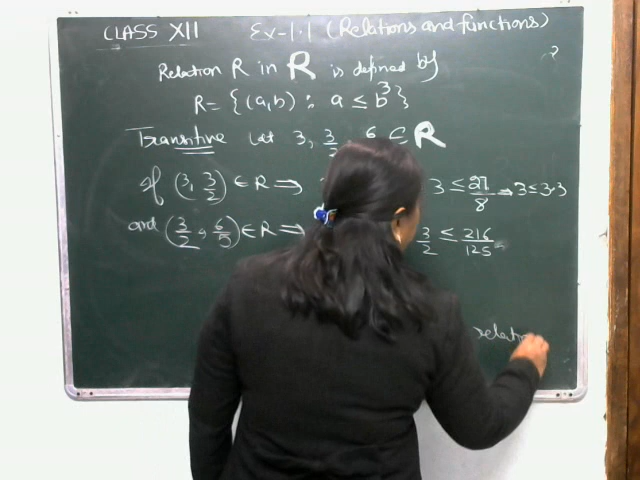 CLASS XII Ex-1.1 (Relations and functions)
Relation R in R is defined by
R = {(a,b) : a ≤ b³}
Transitive Let 3, 3/2, 6/5 ∈ R
If (3, 3/2) ∈ R ⇒ 3 ≤ 27/8 ⇒ 3 ≤ 3.3
and (3/2, 6/5) ∈ R ⇒ 3/2 ≤ 216/125
relatio